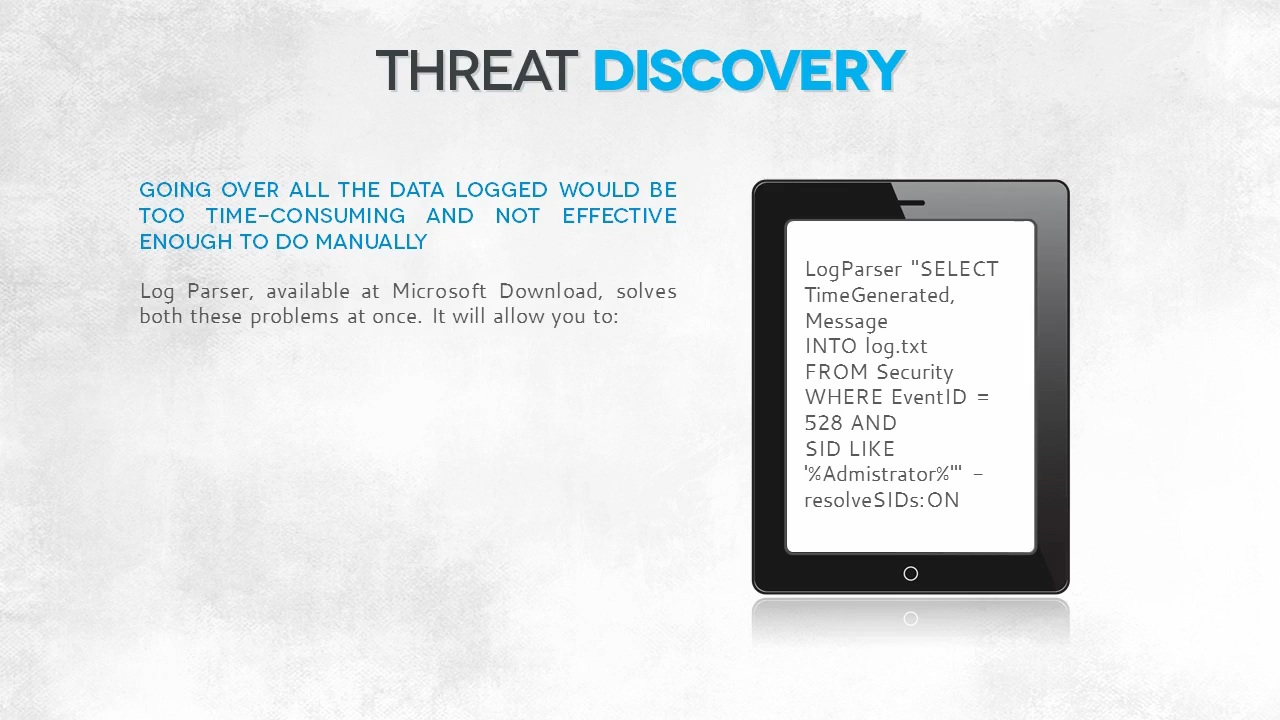 THREAT DISCOVERY
GOING OVER ALL THE DATA LOGGED WOULD BE
TOO TIME-CONSUMING AND NOT EFFECTIVE
ENOUGH TO DO MANUALLY
Log Parser, available at Microsoft Download, solves
both these problems at once. It will allow you to:
LogParser "SELECT
TimeGenerated,
Message
INTO log.txt
FROM Security
WHERE EventID =
528 AND
SID LIKE
'%Admistrator%'" -
resolveSIDs:ON